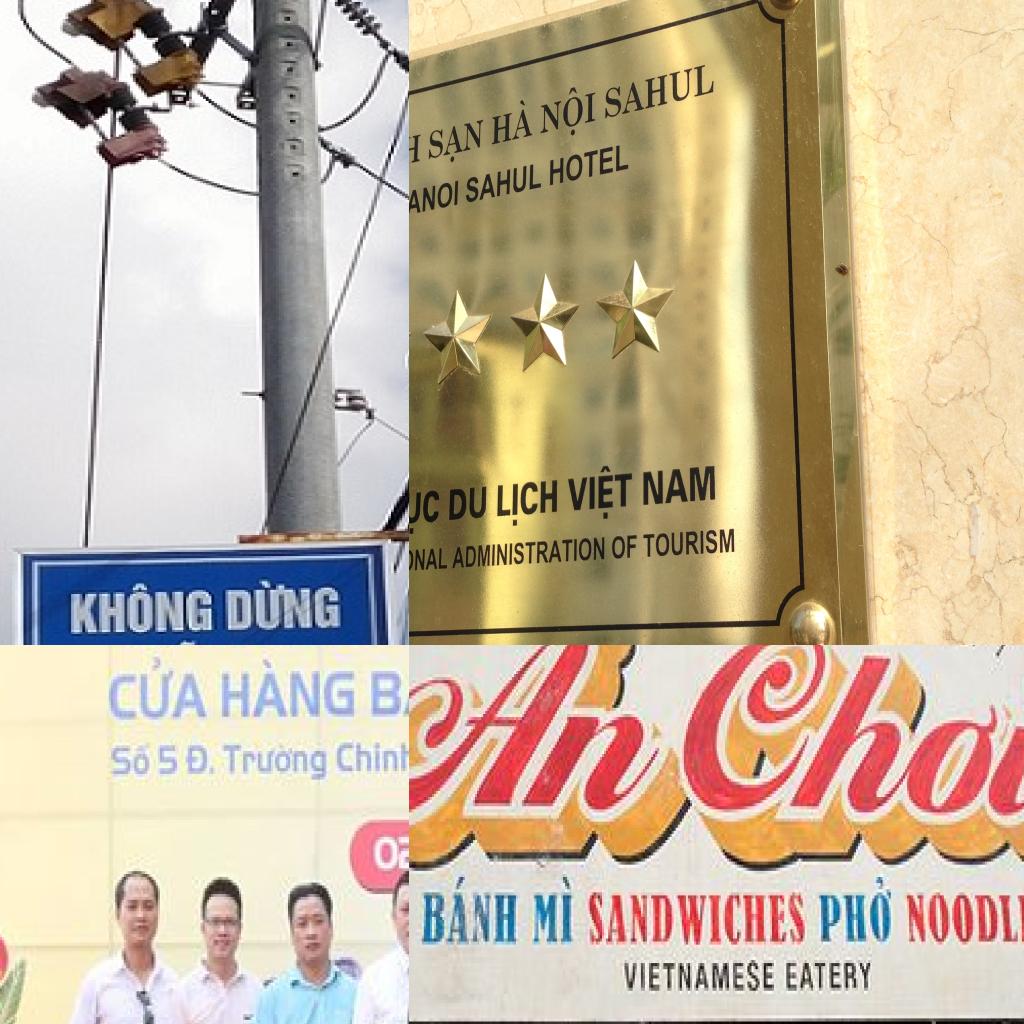 KHÔNG DỪNG
H SẠN HÀ NỘI SAHUL
ANOI SAHUL HOTEL
ỤC DU LỊCH VIỆT NAM
ONAL ADMINISTRATION OF TOURISM
CỬA HÀNG B
Số 5 Đ. Trường Chinh
An Chơi
BÁNH MÌ SANDWICHES PHỞ NOODL
VIETNAMESE EATERY